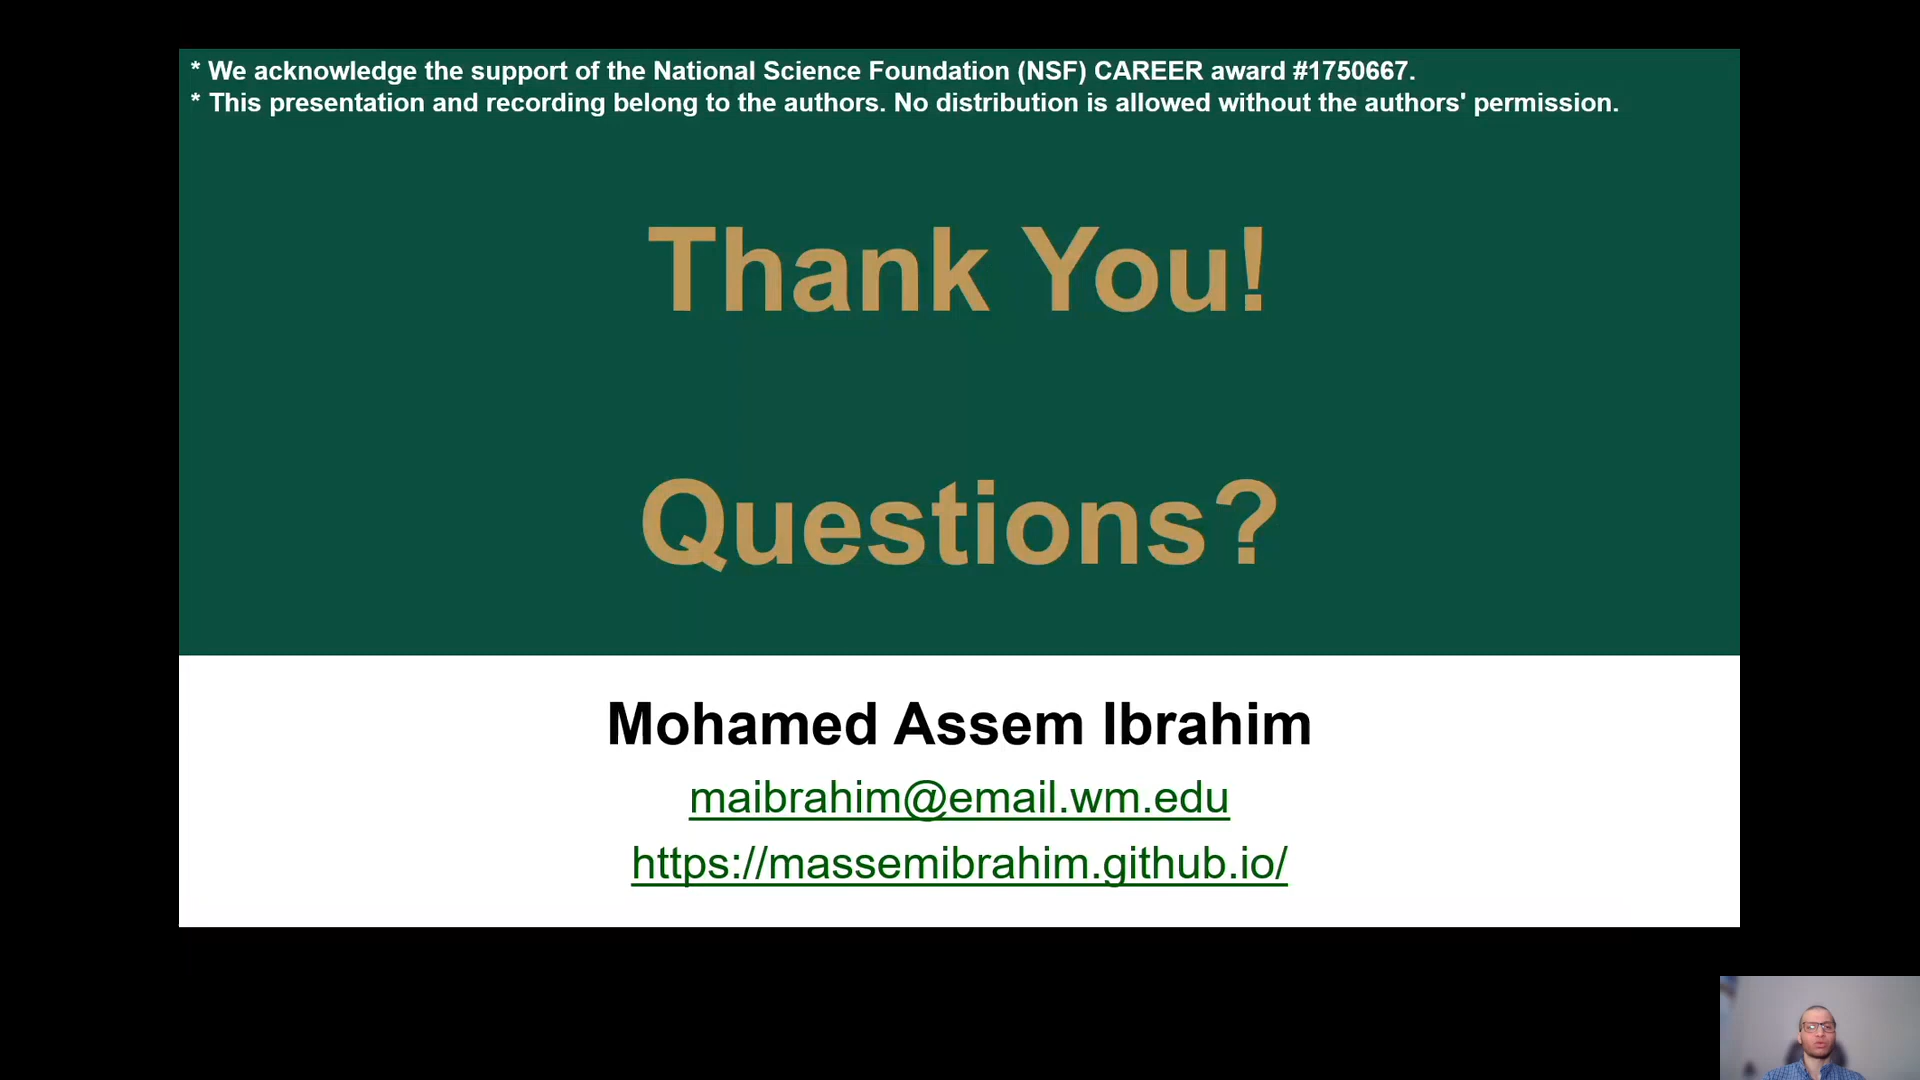 * We acknowledge the support of the National Science Foundation (NSF) CAREER award #1750667.
* This presentation and recording belong to the authors. No distribution is allowed without the authors' permission.
Thank You!
Questions?
Mohamed Assem Ibrahim
maibrahim@email.wm.edu
https://massemibrahim.github.io/